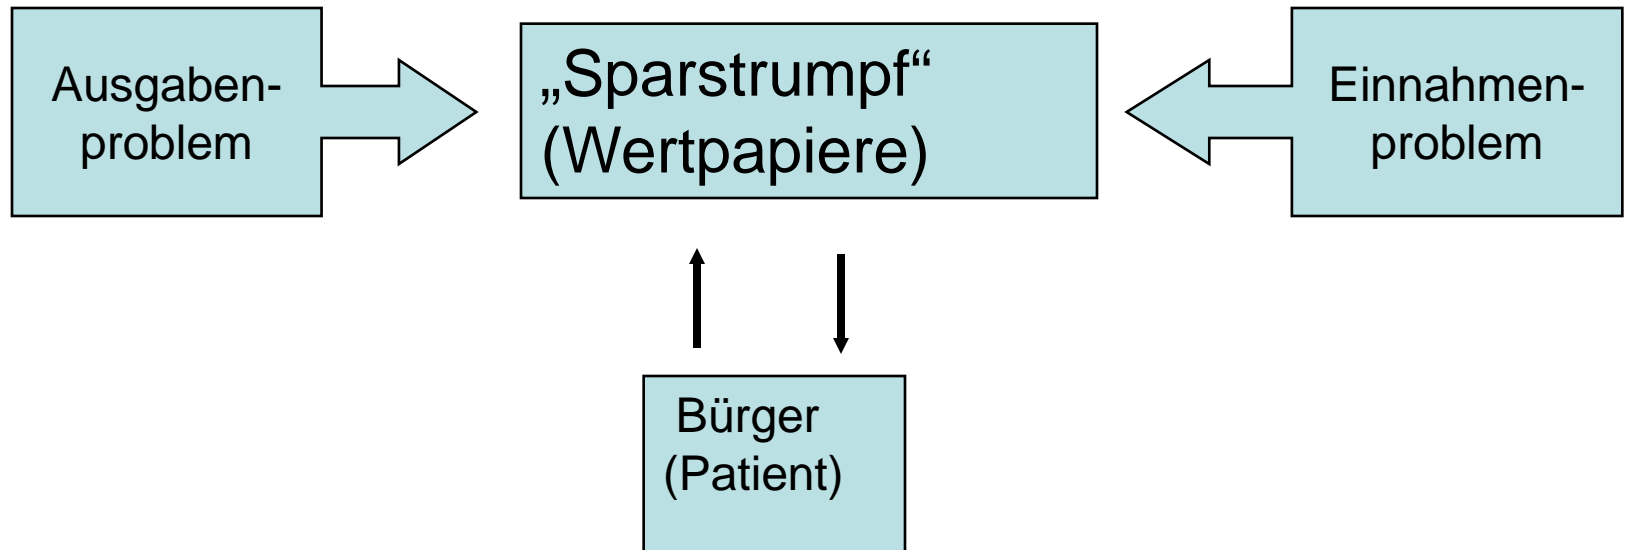 Ausgaben-
problem
„Sparstrumpf“
(Wertpapiere)
Einnahmen-
problem
Bürger
(Patient)